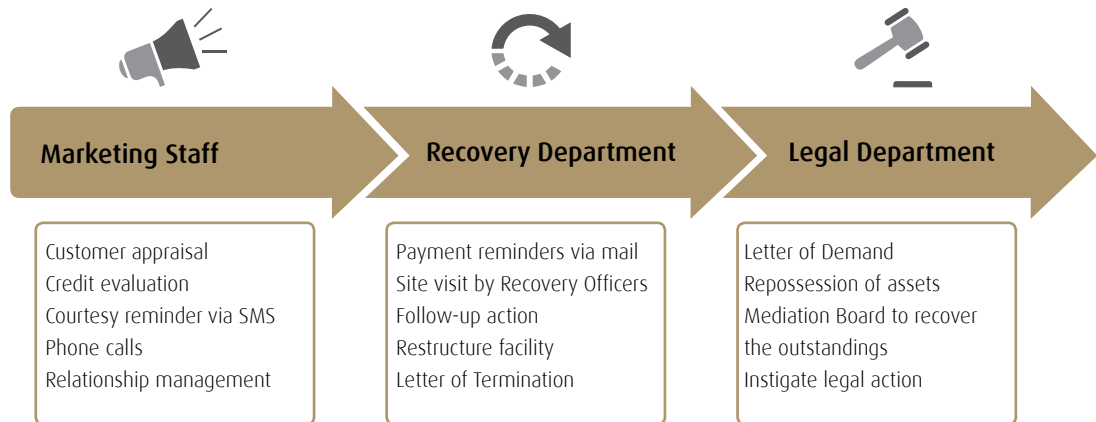 Marketing Staff
Recovery Department
Legal Department
Customer appraisal
Credit evaluation
Courtesy reminder via SMS
Phone calls
Relationship management
Payment reminders via mail
Site visit by Recovery Officers
Follow-up action
Restructure facility
Letter of Termination
Letter of Demand
Repossession of assets
Mediation Board to recover
the outstandings
Instigate legal action